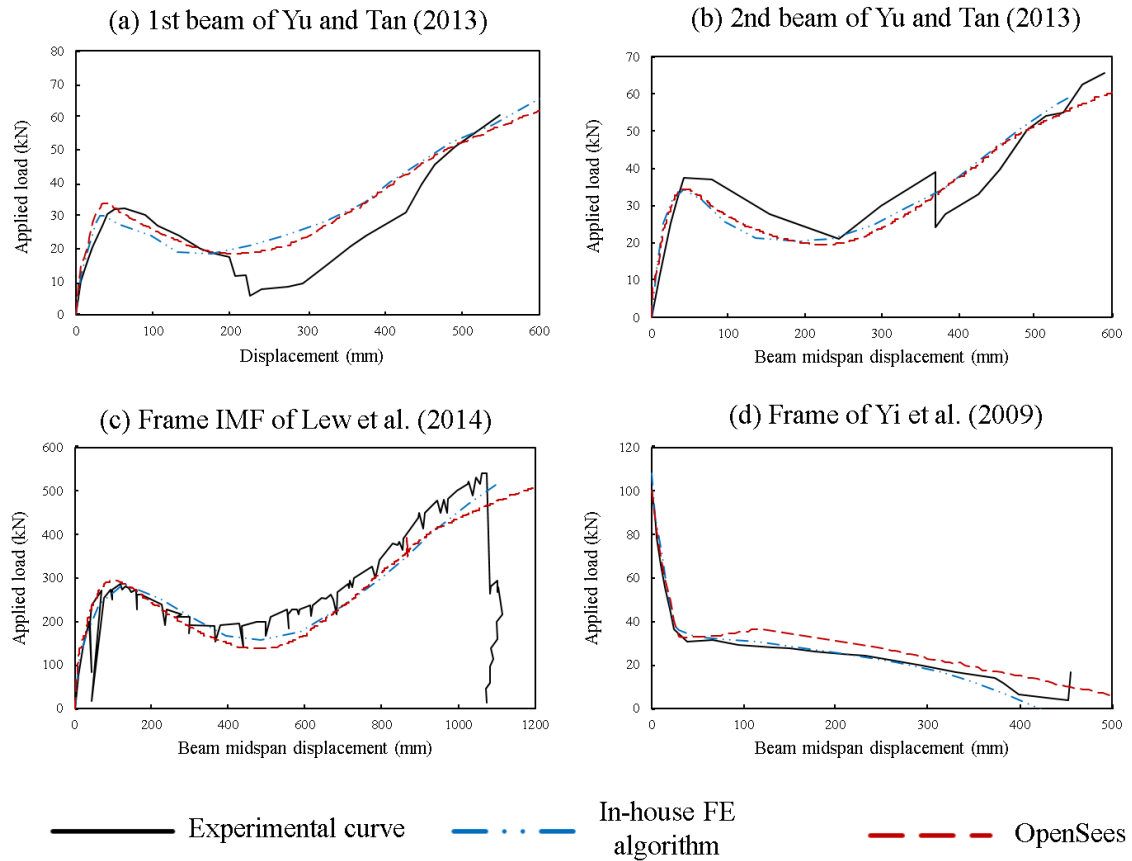 (a) 1st beam of Yu and Tan (2013)
80
70
60
50
40
30
20
10
0
0 100 200 300 400 500 600
Applied load (kN)
Displacement (mm)
(b) 2nd beam of Yu and Tan (2013)
70
60
50
40
30
20
10
0
0 100 200 300 400 500 600
Applied load (kN)
Beam midspan displacement (mm)
(c) Frame IMF of Lew et al. (2014)
600
500
400
300
200
100
0
0 200 400 600 800 1000 1200
Applied load (kN)
Beam midspan displacement (mm)
(d) Frame of Yi et al. (2009)
120
100
80
60
40
20
0
0 100 200 300 400 500
Applied load (kN)
Beam midspan displacement (mm)
Experimental curve
In-house FE
algorithm
OpenSees